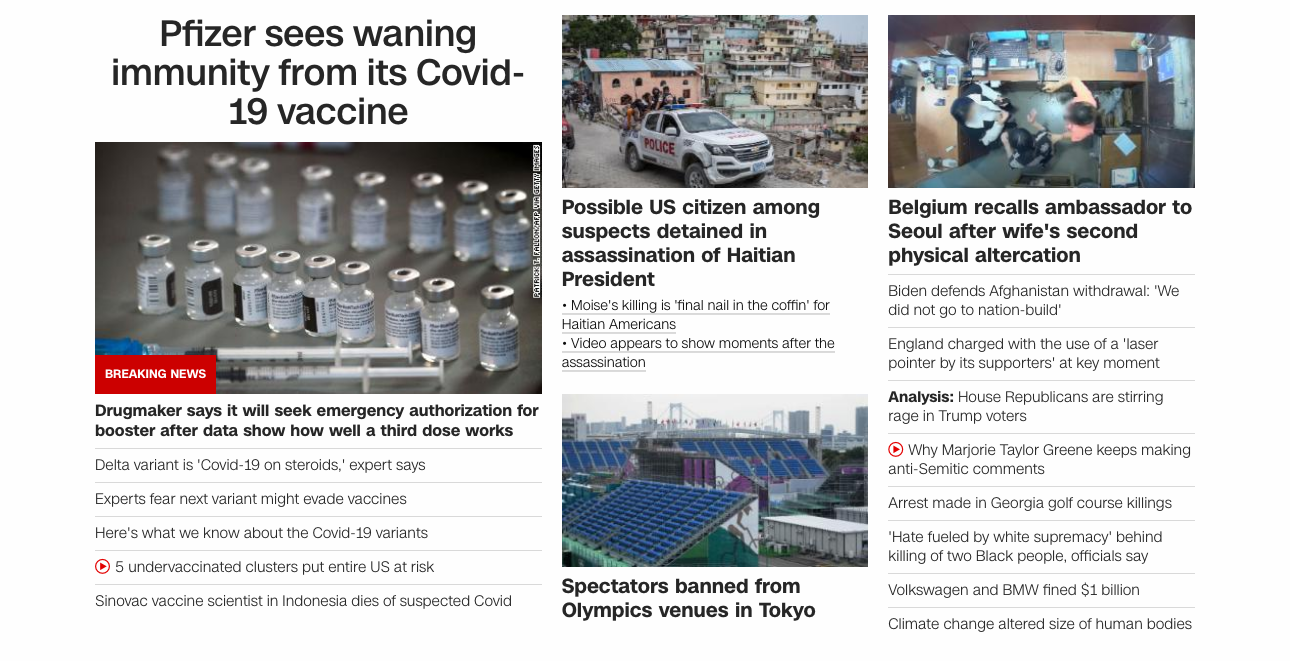 Pfizer sees waning
immunity from its Covid-
19 vaccine
PATRICK T. FALLON/AFP VIA GETTY IMAGES
BREAKING NEWS
Drugmaker says it will seek emergency authorization for
booster after data show how well a third dose works
Delta variant is 'Covid-19 on steroids,' expert says
Experts fear next variant might evade vaccines
Here's what we know about the Covid-19 variants
5 undervaccinated clusters put entire US at risk
Sinovac vaccine scientist in Indonesia dies of suspected Covid
POLICE
Possible US citizen among
suspects detained in
assassination of Haitian
President
• Moise's killing is 'final nail in the coffin' for
Haitian Americans
• Video appears to show moments after the
assassination
Spectators banned from
Olympics venues in Tokyo
Belgium recalls ambassador to
Seoul after wife's second
physical altercation
Biden defends Afghanistan withdrawal: 'We
did not go to nation-build'
England charged with the use of a 'laser
pointer by its supporters' at key moment
Analysis: House Republicans are stirring
rage in Trump voters
Why Marjorie Taylor Greene keeps making
anti-Semitic comments
Arrest made in Georgia golf course killings
'Hate fueled by white supremacy' behind
killing of two Black people, officials say
Volkswagen and BMW fined $1 billion
Climate change altered size of human bodies